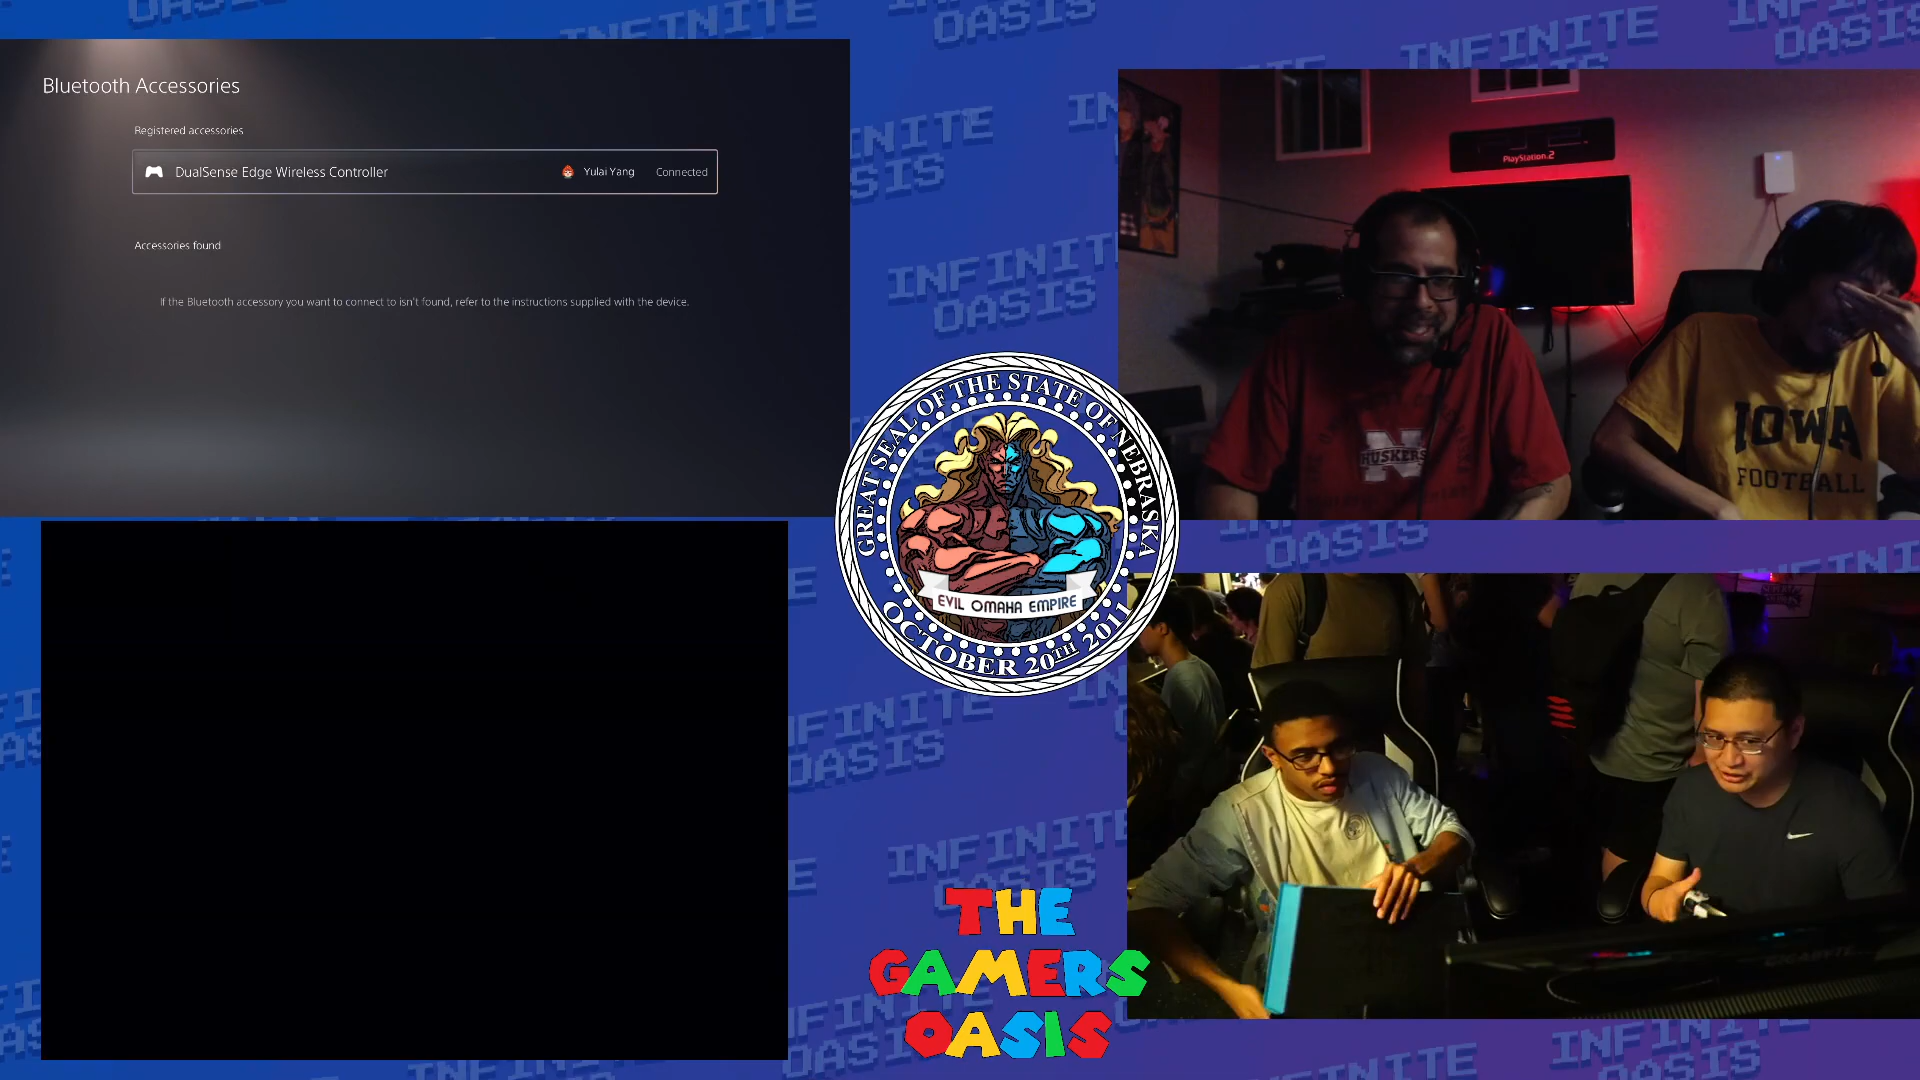 Bluetooth Accessories
Registered accessories
DualSense Edge Wireless Controller
Yulai Yang
Connected
Accessories found
If the Bluetooth accessory you want to connect to isn't found, refer to the instructions supplied with the device.
INFINITE
OASIS
PlayStation 2
N
HUSKERS
IOWA
FOOTBALL
GREAT SEAL OF THE STATE OF NEBRASKA
EVIL OMAHA EMPIRE
OCTOBER 20TH 2011
THE
GAMERS
OASIS